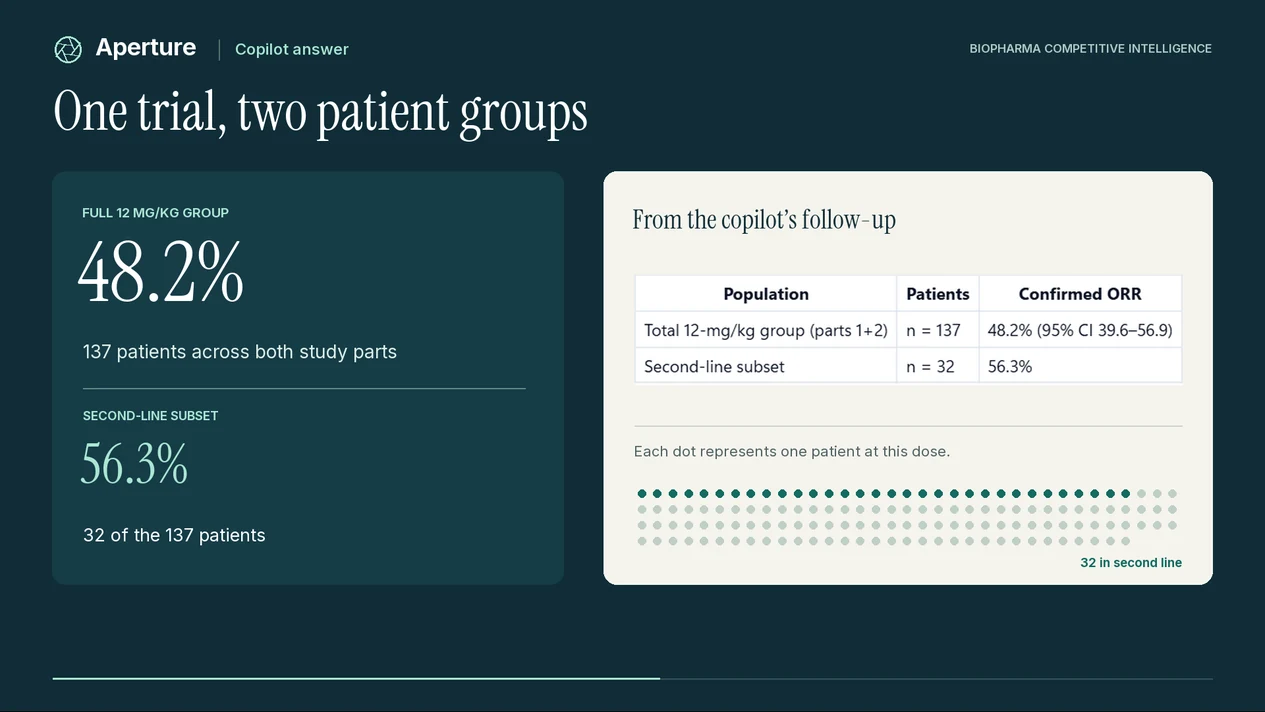 Aperture
Copilot answer
BIOPHARMA COMPETITIVE INTELLIGENCE
One trial, two patient groups
FULL 12 MG/KG GROUP
48.2%
137 patients across both study parts
SECOND-LINE SUBSET
56.3%
32 of the 137 patients
From the copilot’s follow-up
Population Patients Confirmed ORR
Total 12-mg/kg group (parts 1+2) n = 137 48.2% (95% CI 39.6–56.9)
Second-line subset n = 32 56.3%
Each dot represents one patient at this dose.
32 in second line